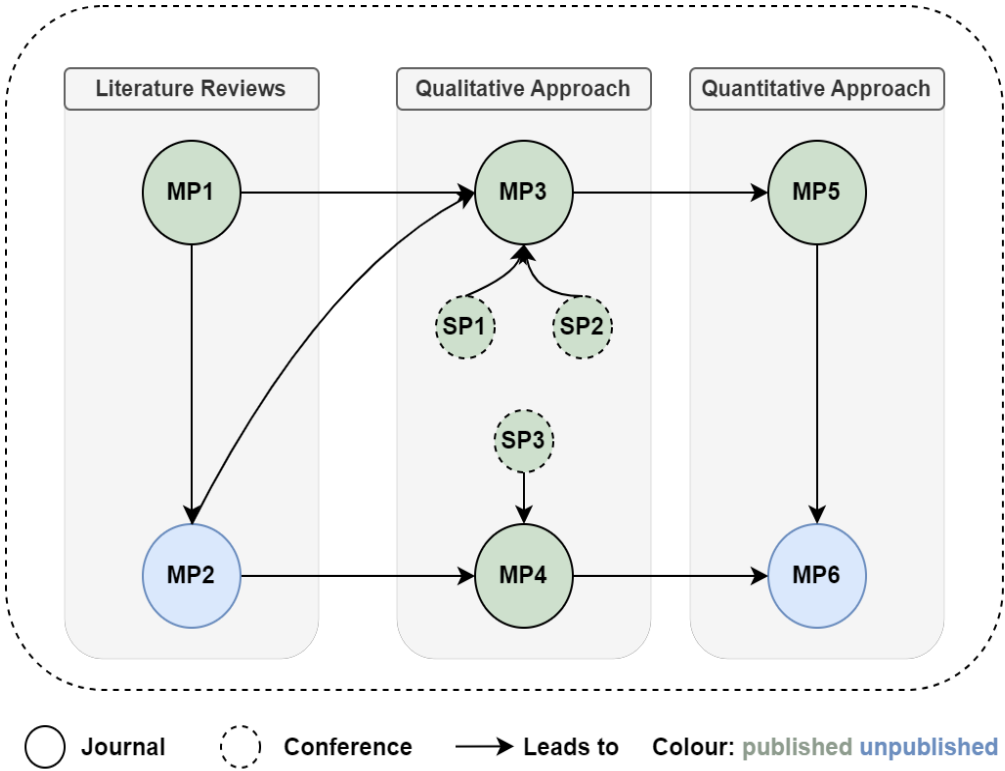 Literature Reviews
Qualitative Approach
Quantitative Approach
MP1
MP3
MP5
SP1
SP2
SP3
MP2
MP4
MP6
Journal
Conference
Leads to
Colour: published unpublished